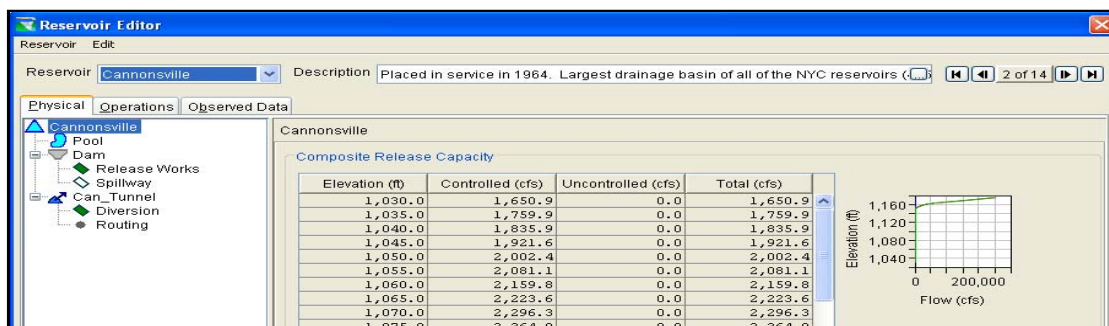 Reservoir Editor
Reservoir Edit
Reservoir Cannonsville Description Placed in service in 1964. Largest drainage basin of all of the NYC reservoirs ( ... 2 of 14
Physical Operations Observed Data
Cannonsville
Pool
Dam
Release Works
Spillway
Can_Tunnel
Diversion
Routing
Cannonsville
Composite Release Capacity
Elevation (ft) Controlled (cfs) Uncontrolled (cfs) Total (cfs)
1,030.0 1,650.9 0.0 1,650.9
1,035.0 1,759.9 0.0 1,759.9
1,040.0 1,835.9 0.0 1,835.9
1,045.0 1,921.6 0.0 1,921.6
1,050.0 2,002.4 0.0 2,002.4
1,055.0 2,081.1 0.0 2,081.1
1,060.0 2,159.8 0.0 2,159.8
1,065.0 2,223.6 0.0 2,223.6
1,070.0 2,296.3 0.0 2,296.3
Elevation (ft)
1,160
1,120
1,080
1,040
0 200,000
Flow (cfs)